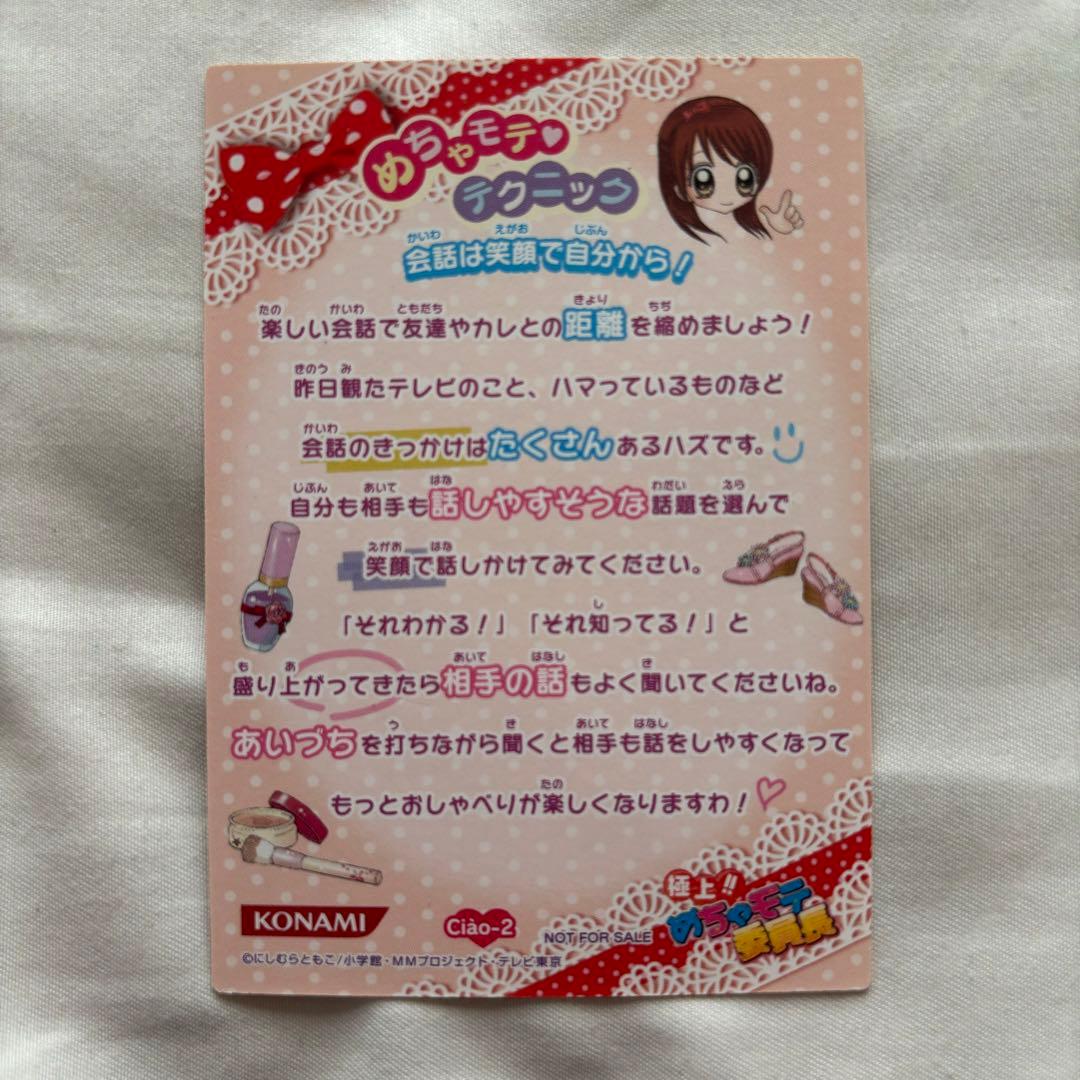 めちゃモテ♡
テクニック
会話は笑顔で自分から！
楽しい会話で友達やカレとの距離を縮めましょう！
昨日観たテレビのこと、ハマっているものなど
会話のきっかけはたくさんあるハズです。
自分も相手も話しやすそうな話題を選んで
笑顔で話しかけてみてください。
「それわかる！」「それ知ってる！」と
盛り上がってきたら相手の話もよく聞いてくださいね。
あいづちを打ちながら聞くと相手も話をしやすくなって
もっとおしゃべりが楽しくなりますわ！
極上!!
めちゃモテ
委員長
KONAMI
Ciào-2
NOT FOR SALE
©にしむらともこ/小学館・MMプロジェクト・テレビ東京